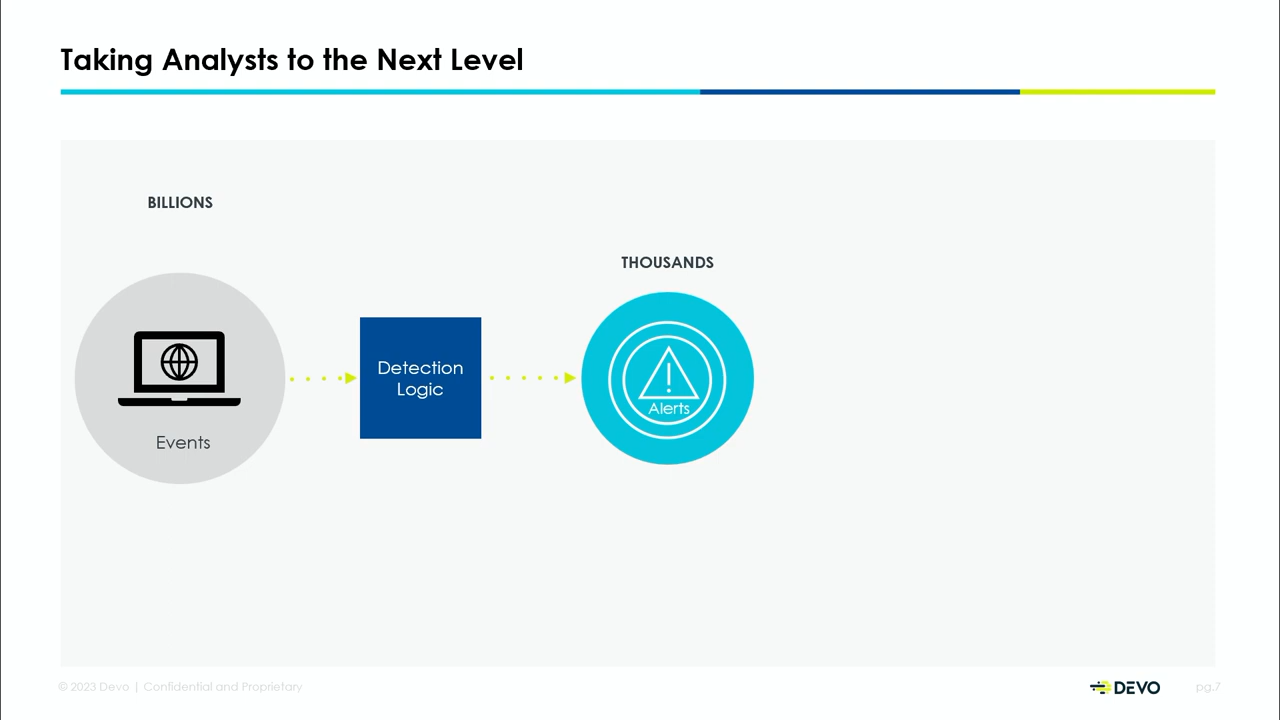 Taking Analysts to the Next Level
BILLIONS
THOUSANDS
Detection
Logic
Alerts
Events
© 2023 Devo | Confidential and Proprietary
DEVO
pg.7